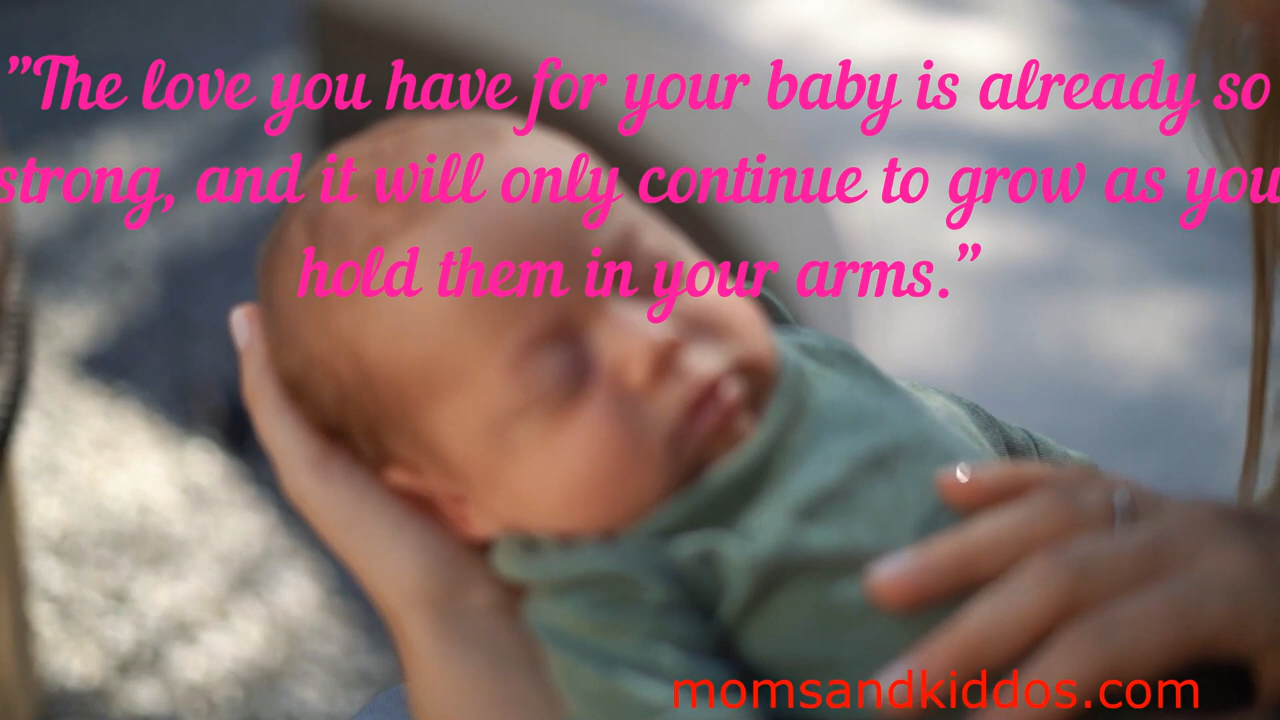 ”The love you have for your baby is already so
strong, and it will only continue to grow as you
hold them in your arms.”
momsandkiddos.com